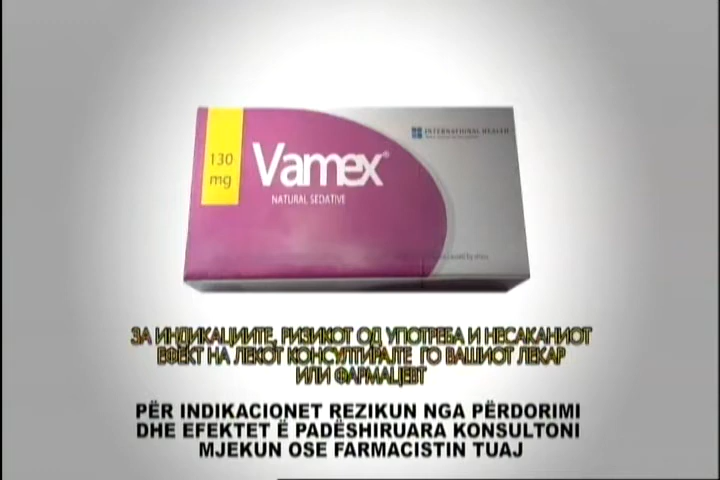 130
mg
Vamex®
NATURAL SEDATIVE
INTERNATIONAL HEALTH
ЗА ИНДИКАЦИИТЕ, РИЗИКОТ ОД УПОТРЕБА И НЕСАКАНИОТ
ЕФЕКТ НА ЛЕКОТ КОНСУЛТИРАЈТЕ ГО ВАШИОТ ЛЕКАР
ИЛИ ФАРМАЦЕВТ
PËR INDIKACIONET REZIKUN NGA PËRDORIMI
DHE EFEKTET E PADËSHIRUARA KONSULTONI
MJEKUN OSE FARMACISTIN TUAJ